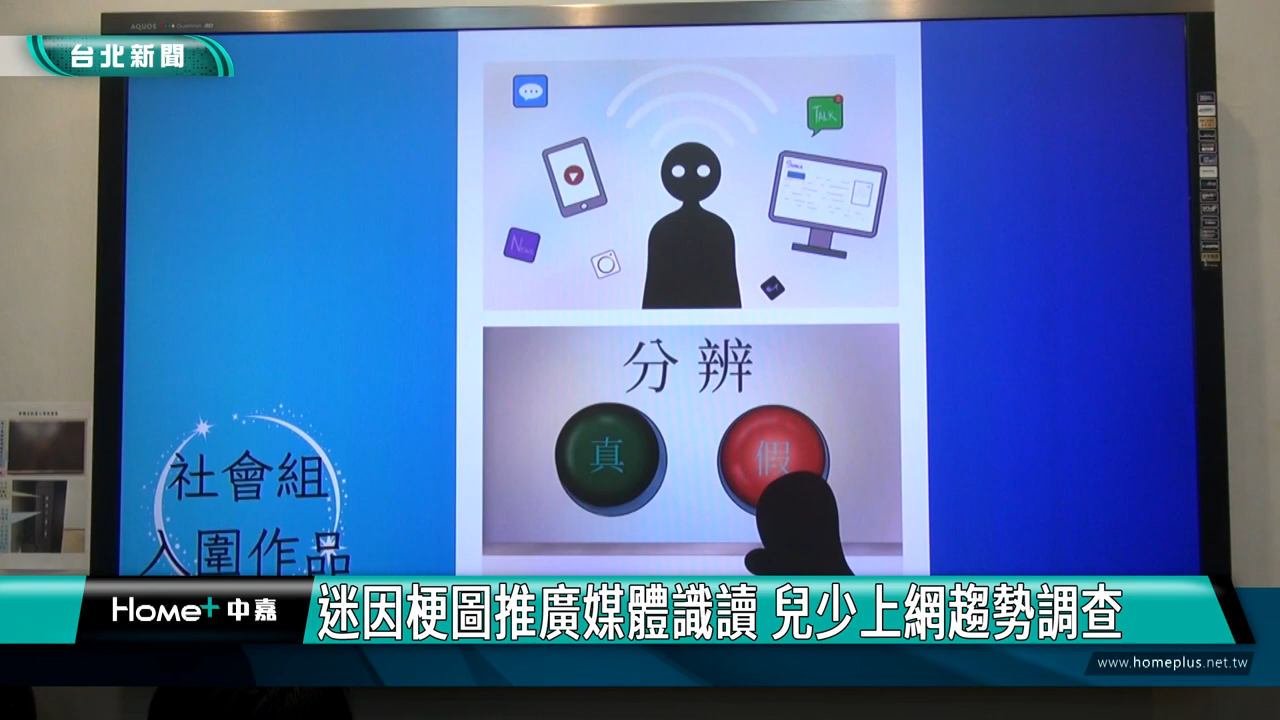 AQUOS
台北新聞
TALK
News
分辨
真 假
社會組
入圍作品
Home+中嘉
迷因梗圖推廣媒體識讀 兒少上網趨勢調查
www.homeplus.net.tw